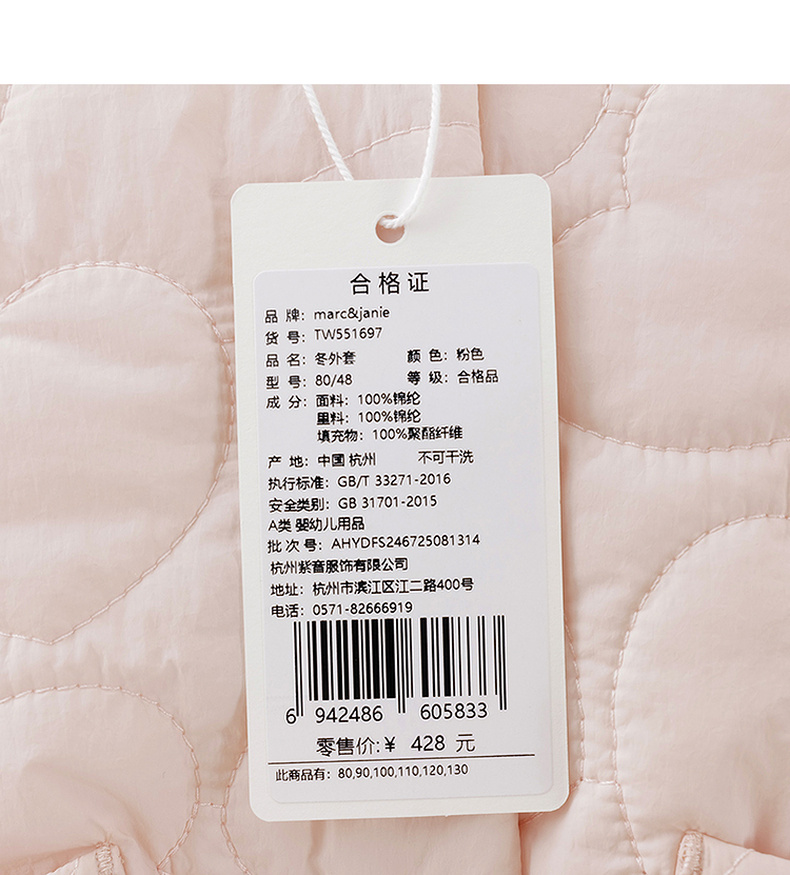 合格证
品 牌：marc&janie
货 号：TW551697
品 名：冬外套 颜 色：粉色
型 号：80/48 等 级：合格品
成 分：面料：100%锦纶
里料：100%锦纶
填充物：100%聚酯纤维
产 地：中国 杭州 不可干洗
执行标准：GB/T 33271-2016
安全类别：GB 31701-2015
A类 婴幼儿用品
批 次 号：AHYDFS246725081314
杭州紫音服饰有限公司
地址：杭州市滨江区江二路400号
电话：0571-82666919
6 942486 605833
零售价:￥ 428 元
此商品有：80,90,100,110,120,130